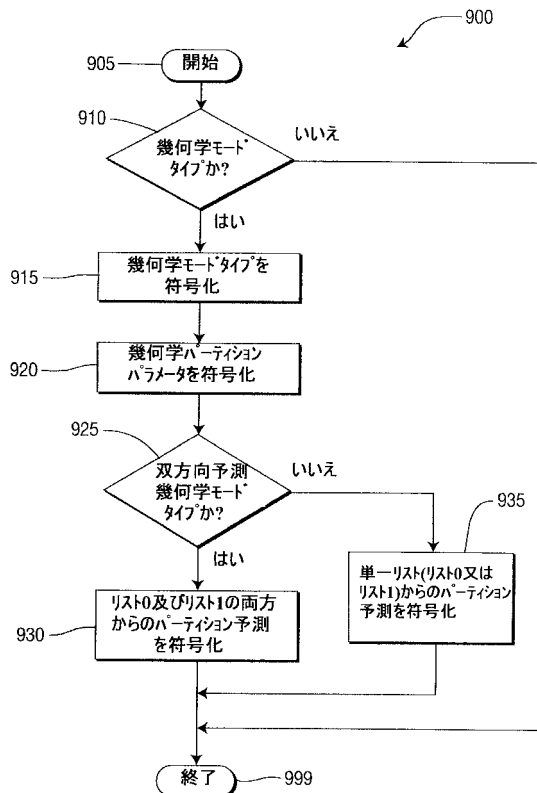 900
905
開始
910
幾何学モード
タイプか?
いいえ
はい
915
幾何学モードタイプを
符号化
920
幾何学パーティション
パラメータを符号化
925
双方向予測
幾何学モード
タイプか?
いいえ
はい
935
単一リスト(リスト0又は
リスト1)からのパーティション
予測を符号化
930
リスト0及びリスト1の両方
からのパーティション予測
を符号化
終了
999